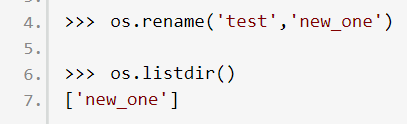 4. >>> os.rename('test','new_one')
5.
6. >>> os.listdir()
7. ['new_one']